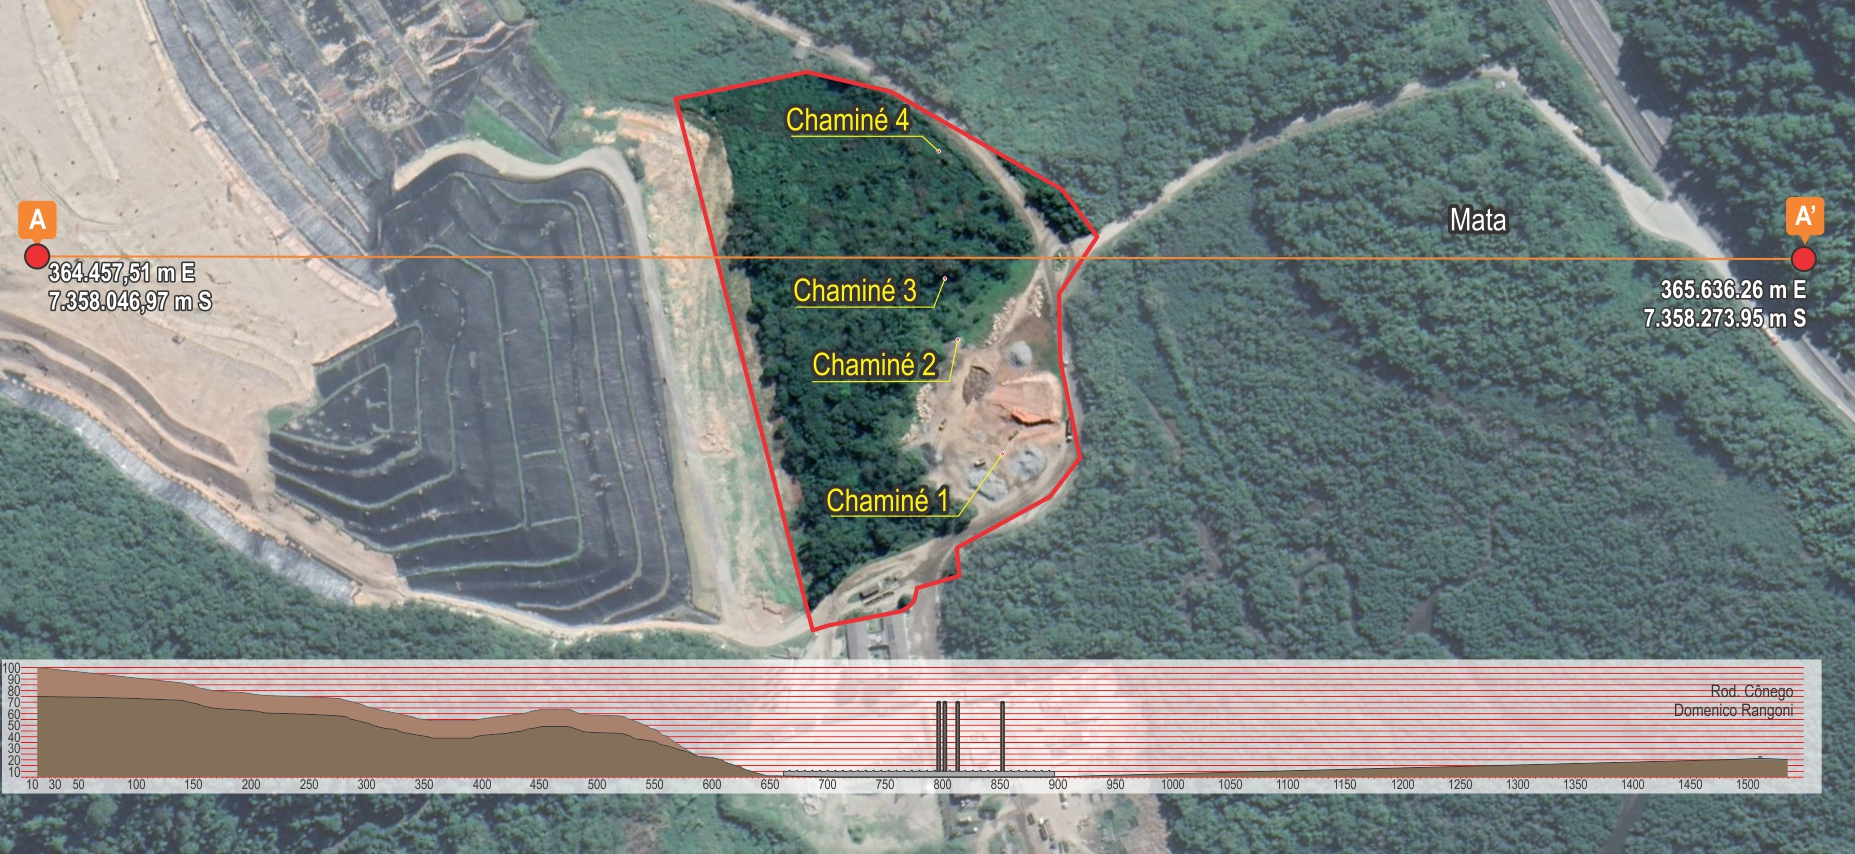 Chaminé 4
A
A'
Mata
364.457,51 m E
7.358.046,97 m S
Chaminé 3
365.636.26 m E
7.358.273.95 m S
Chaminé 2
Chaminé 1
100
90
80
70
60
50
40
30
20
10
Rod. Cônego
Domenico Rangoni
10 30 50 100 150 200 250 300 350 400 450 500 550 600 650 700 750 800 850 900 950 1000 1050 1100 1150 1200 1250 1300 1350 1400 1450 1500